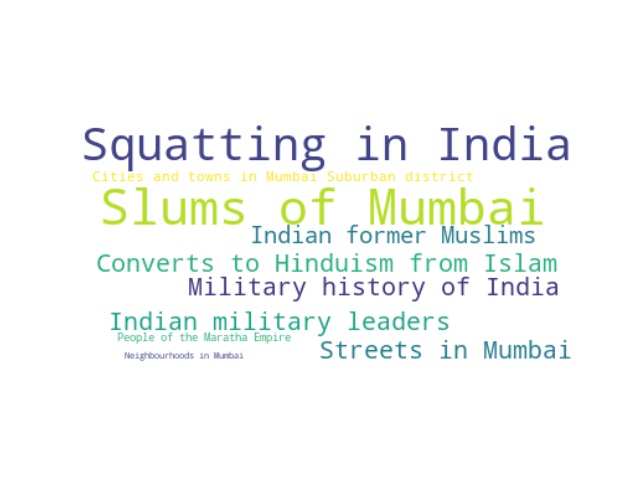 Squatting in India
Cities and towns in Mumbai Suburban district
Slums of Mumbai
Indian former Muslims
Converts to Hinduism from Islam
Military history of India
Indian military leaders
People of the Maratha Empire
Streets in Mumbai
Neighbourhoods in Mumbai